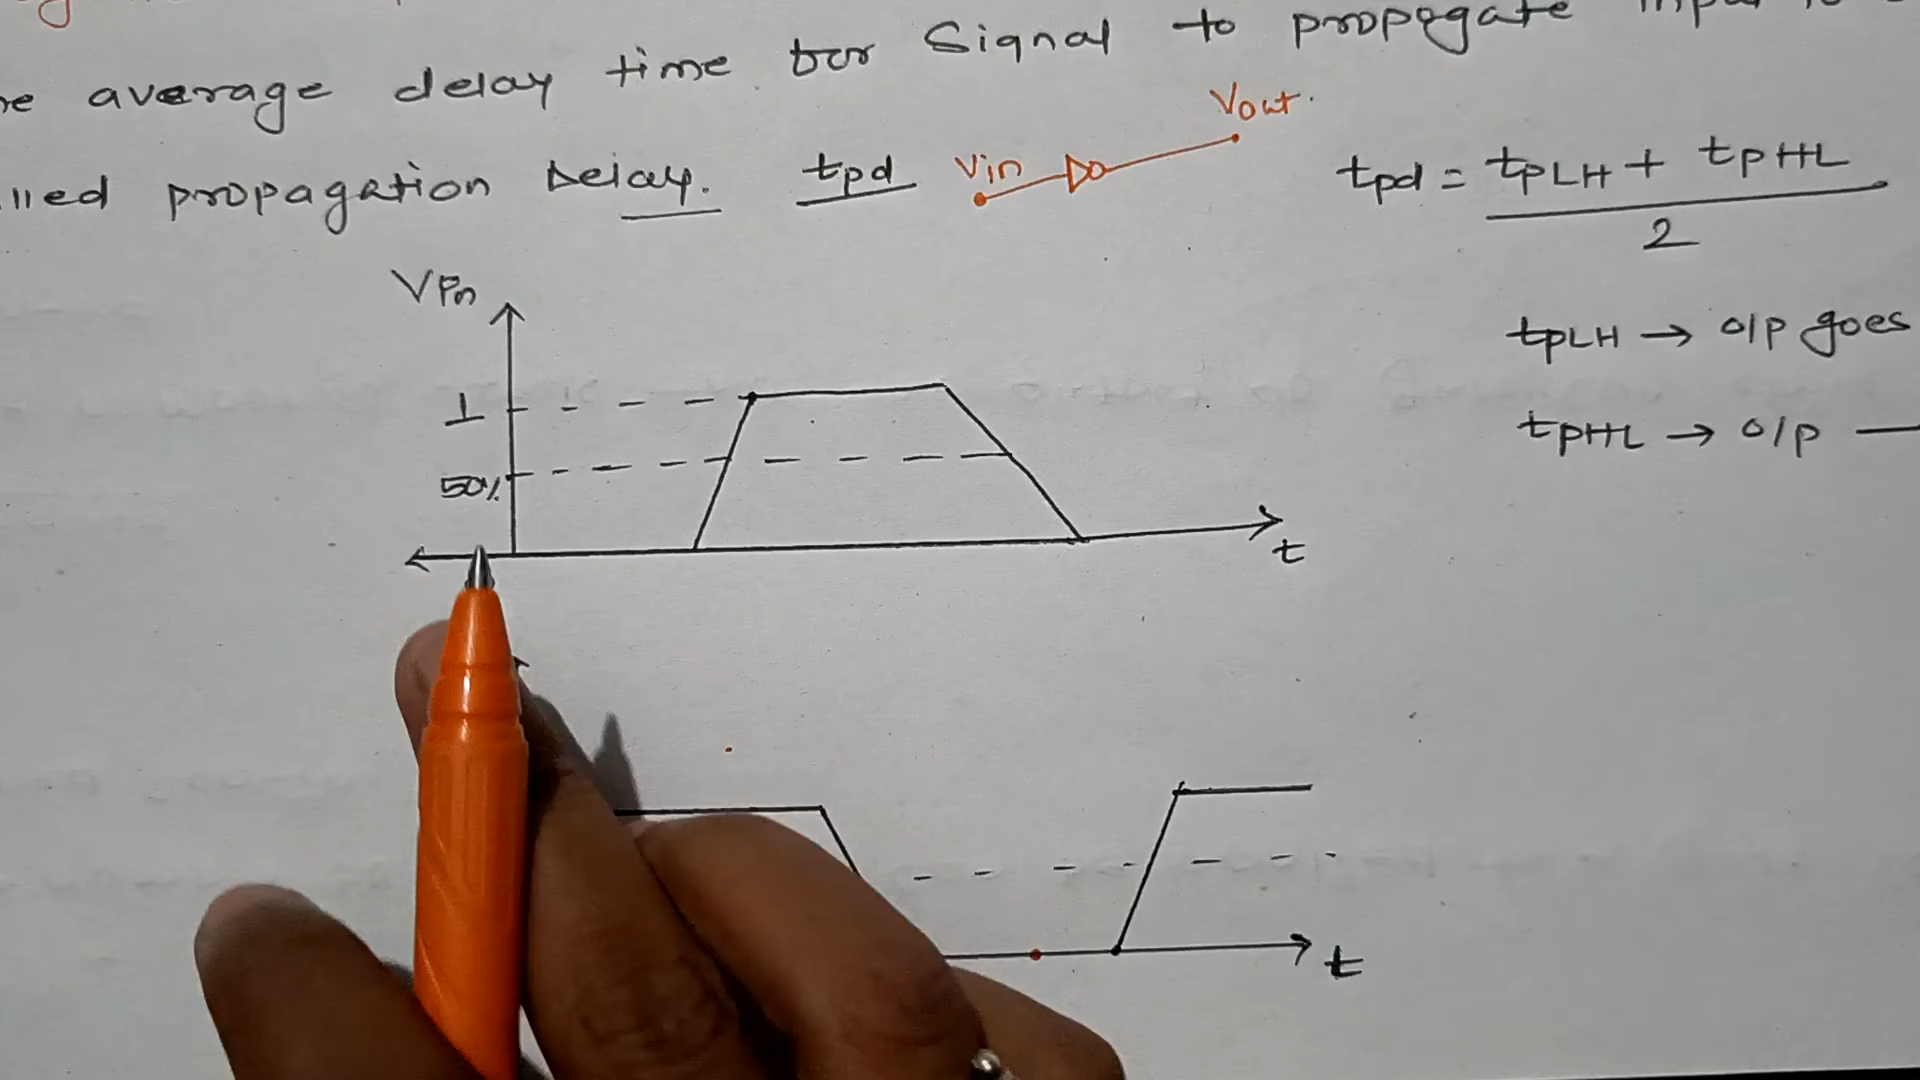 average delay time for Signal to propagate
propagation Delay. tpd Vin Vout.
tpd = tpLH + tpHL
2
Vin
tpLH → o/p goes
1
tpHL → o/p —
50%
t
t